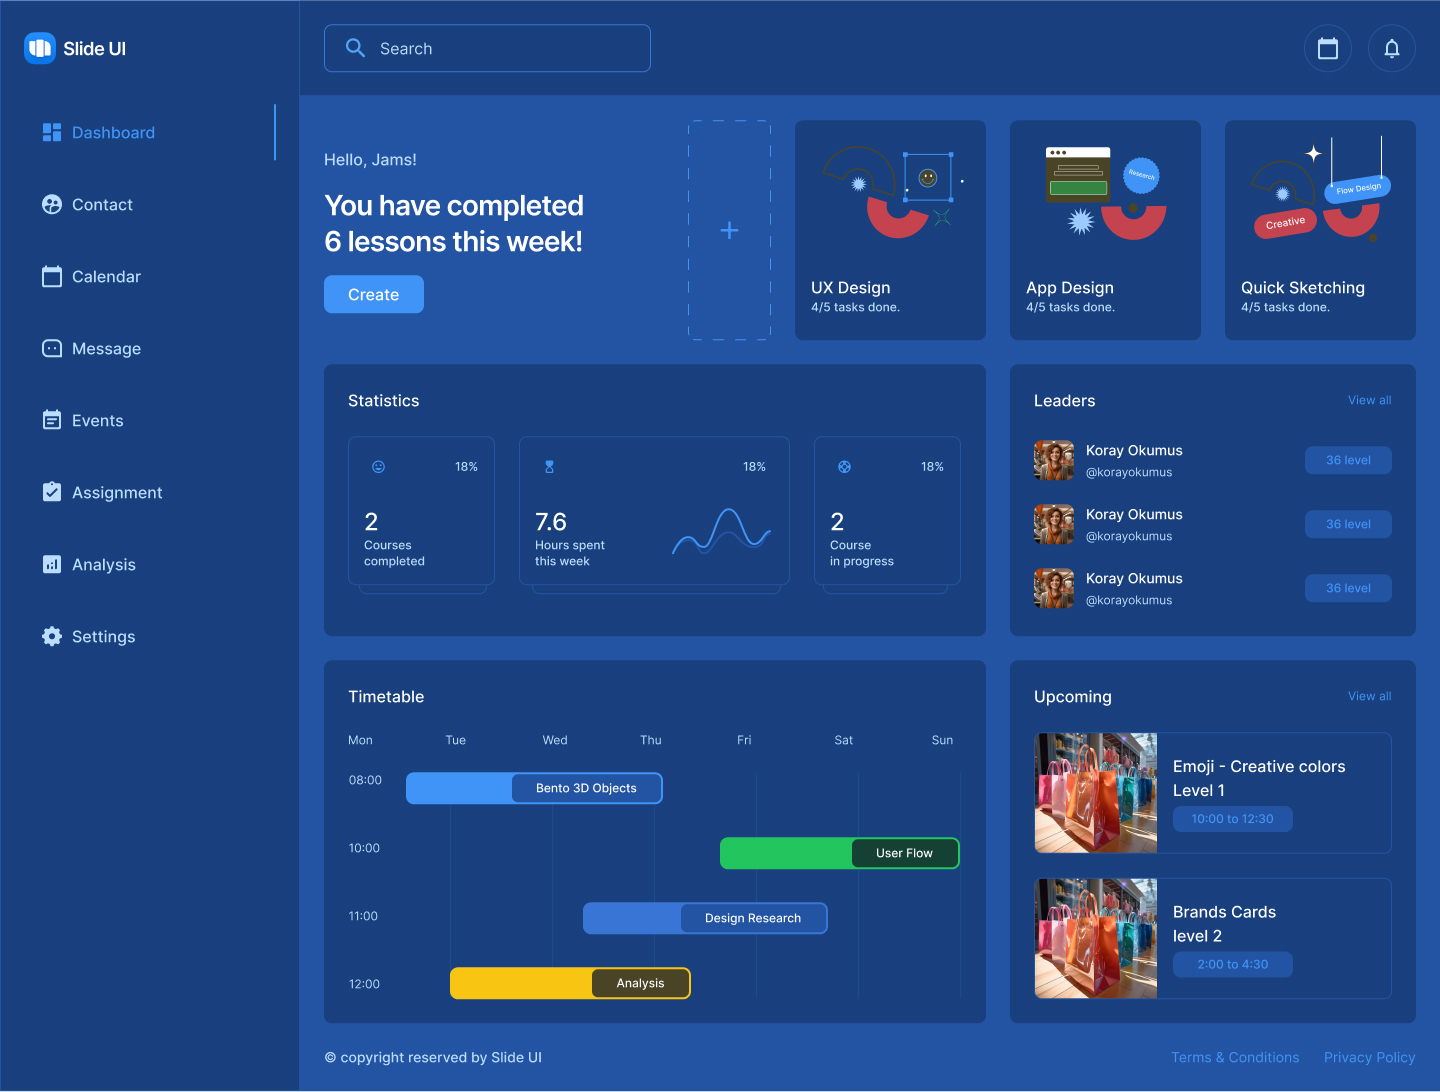 Slide UI
Search
Dashboard
Contact
Calendar
Message
Events
Assignment
Analysis
Settings
Hello, Jams!
You have completed
6 lessons this week!
Create
+
UX Design
4/5 tasks done.
Research
App Design
4/5 tasks done.
Flow Design
Creative
Quick Sketching
4/5 tasks done.
Statistics
18%
2
Courses
completed
18%
7.6
Hours spent
this week
18%
2
Course
in progress
Leaders
View all
Koray Okumus
@korayokumus
36 level
Koray Okumus
@korayokumus
36 level
Koray Okumus
@korayokumus
36 level
Timetable
Mon Tue Wed Thu Fri Sat Sun
08:00
Bento 3D Objects
10:00
User Flow
11:00
Design Research
12:00
Analysis
Upcoming
View all
Emoji - Creative colors
Level 1
10:00 to 12:30
Brands Cards
level 2
2:00 to 4:30
© copyright reserved by Slide UI
Terms & Conditions
Privacy Policy